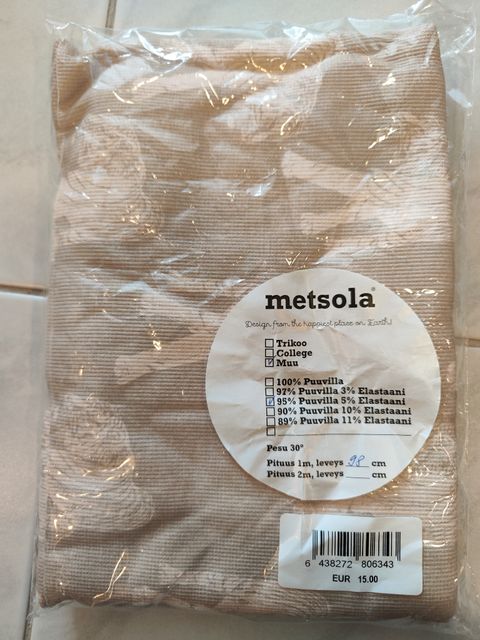 metsola®
Design from the happiest place on Earth!
Trikoo
College
Muu
100% Puuvilla
97% Puuvilla 3% Elastaani
95% Puuvilla 5% Elastaani
90% Puuvilla 10% Elastaani
89% Puuvilla 11% Elastaani
Pesu 30°
Pituus 1m, leveys 98 cm
Pituus 2m, leveys ____ cm
6 438272 806343
EUR 15.00